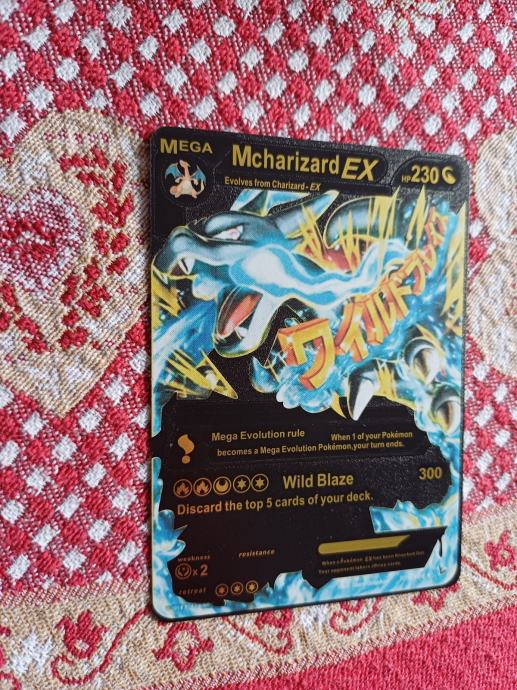 MEGA
Mcharizard EX
HP 230
Evolves from Charizard-EX
ワイルドブレイズ
Mega Evolution rule
When 1 of your Pokémon
becomes a Mega Evolution Pokémon,your turn ends.
Wild Blaze 300
Discard the top 5 cards of your deck.
weakness
resistance
x 2
retreat